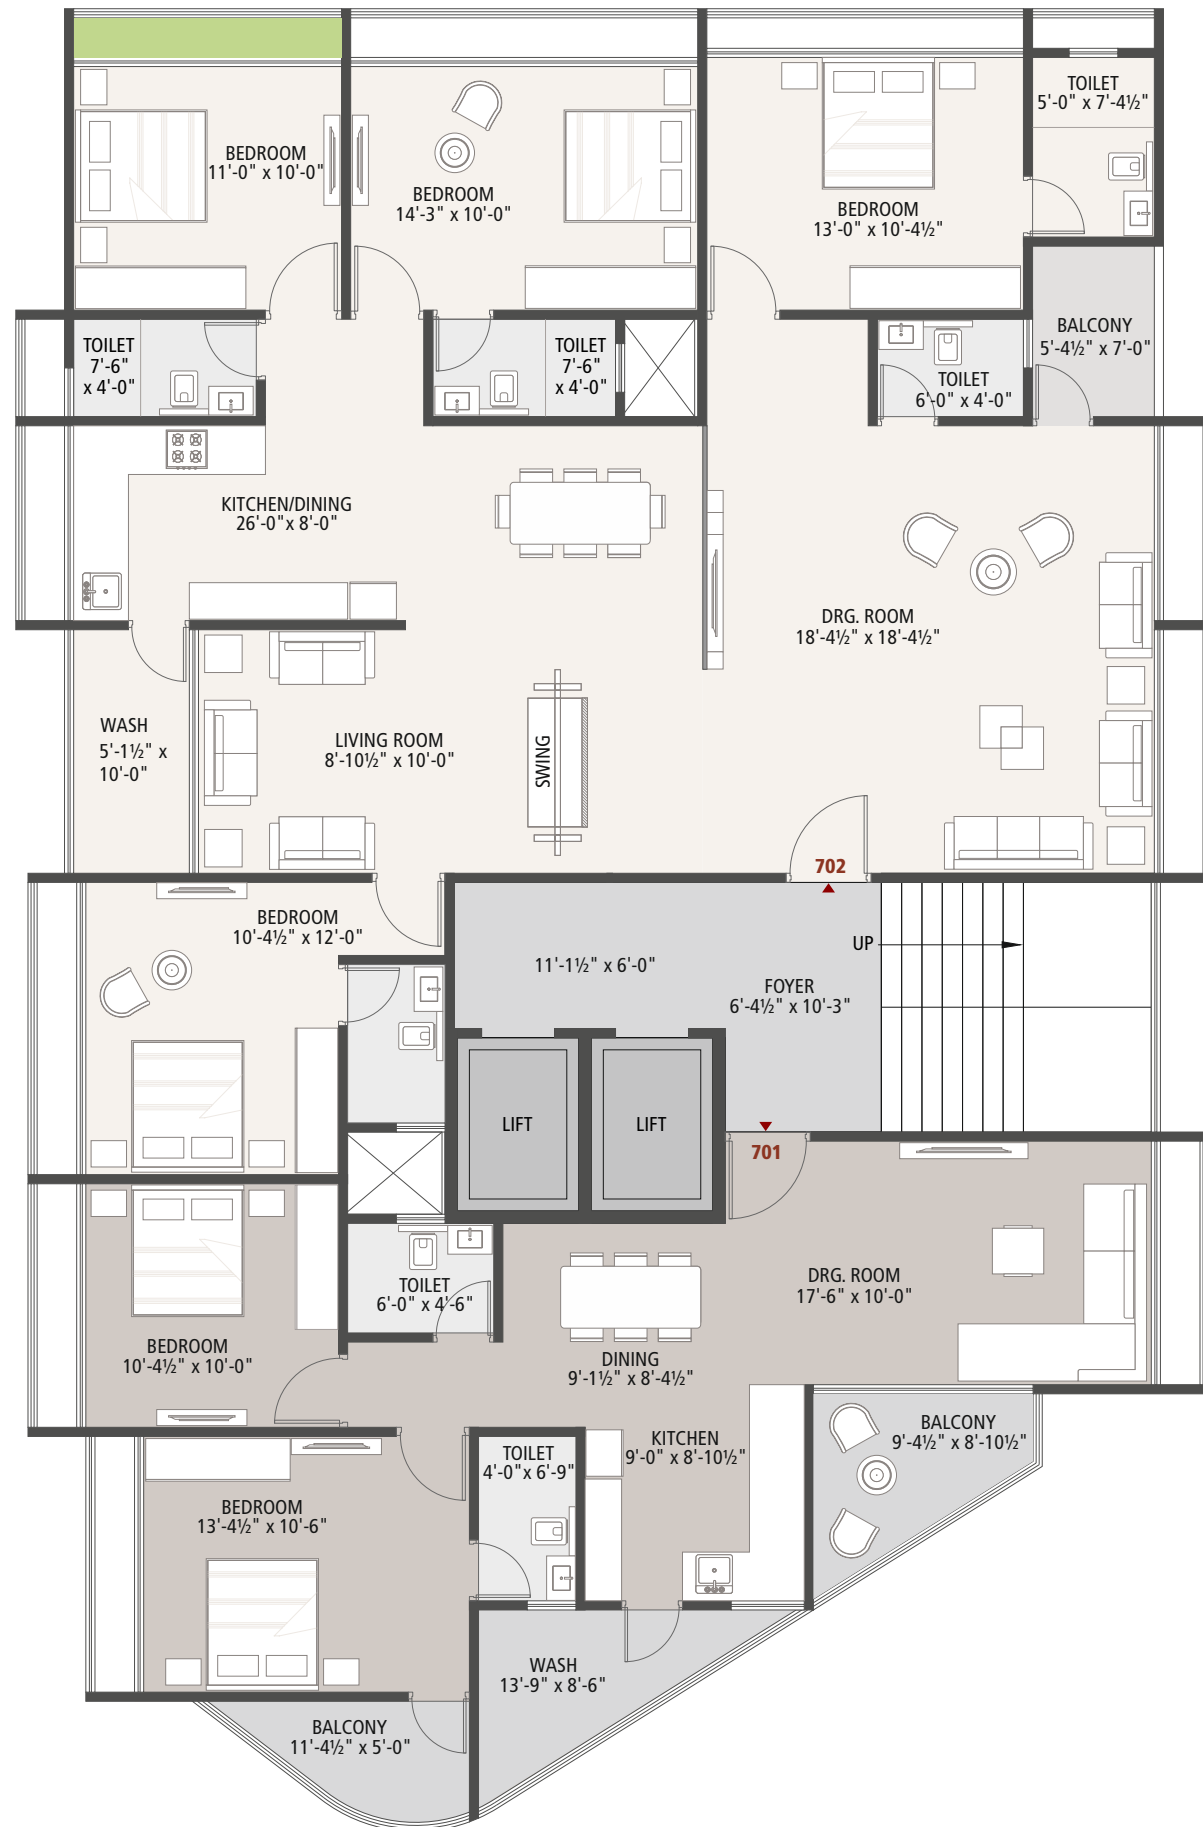 TOILET
5'-0" x 7'-4½"
BEDROOM
11'-0" x 10'-0"
BEDROOM
14'-3" x 10'-0"
BEDROOM
13'-0" x 10'-4½"
TOILET
7'-6"
x 4'-0"
TOILET
7'-6"
x 4'-0"
TOILET
6'-0" x 4'-0"
BALCONY
5'-4½" x 7'-0"
KITCHEN/DINING
26'-0"x 8'-0"
DRG. ROOM
18'-4½" x 18'-4½"
WASH
5'-1½" x
10'-0"
LIVING ROOM
8'-10½" x 10'-0"
SWING
702
BEDROOM
10'-4½" x 12'-0"
UP
11'-1½" x 6'-0"
FOYER
6'-4½" x 10'-3"
LIFT
LIFT
701
TOILET
6'-0" x 4'-6"
DRG. ROOM
17'-6" x 10'-0"
BEDROOM
10'-4½" x 10'-0"
DINING
9'-1½" x 8'-4½"
KITCHEN
9'-0" x 8'-10½"
BALCONY
9'-4½" x 8'-10½"
TOILET
4'-0"x 6'-9"
BEDROOM
13'-4½" x 10'-6"
WASH
13'-9" x 8'-6"
BALCONY
11'-4½" x 5'-0"